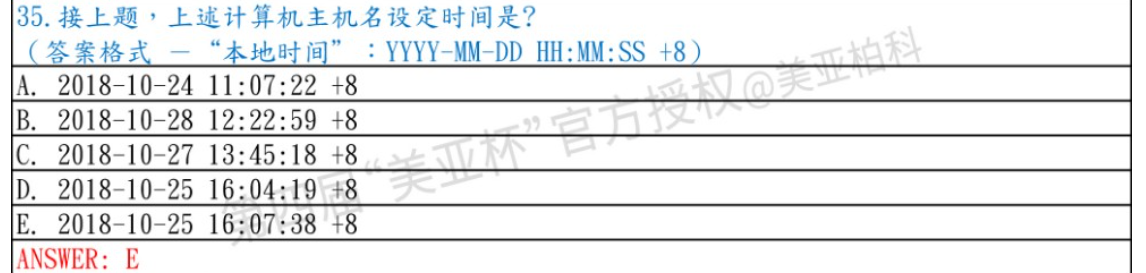 35.接上题，上述计算机主机名设定时间是?
（答案格式 －“本地时间”：YYYY-MM-DD HH:MM:SS +8）
A. 2018-10-24 11:07:22 +8
B. 2018-10-28 12:22:59 +8
C. 2018-10-27 13:45:18 +8
D. 2018-10-25 16:04:19 +8
E. 2018-10-25 16:07:38 +8
ANSWER: E
第四届“美亚杯”官方授权@美亚柏科